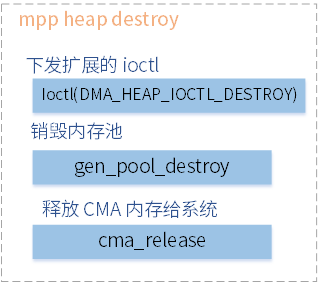 mpp heap destroy
下发扩展的 ioctl
Ioctl(DMA_HEAP_IOCTL_DESTROY)
销毁内存池
gen_pool_destroy
释放 CMA 内存给系统
cma_release